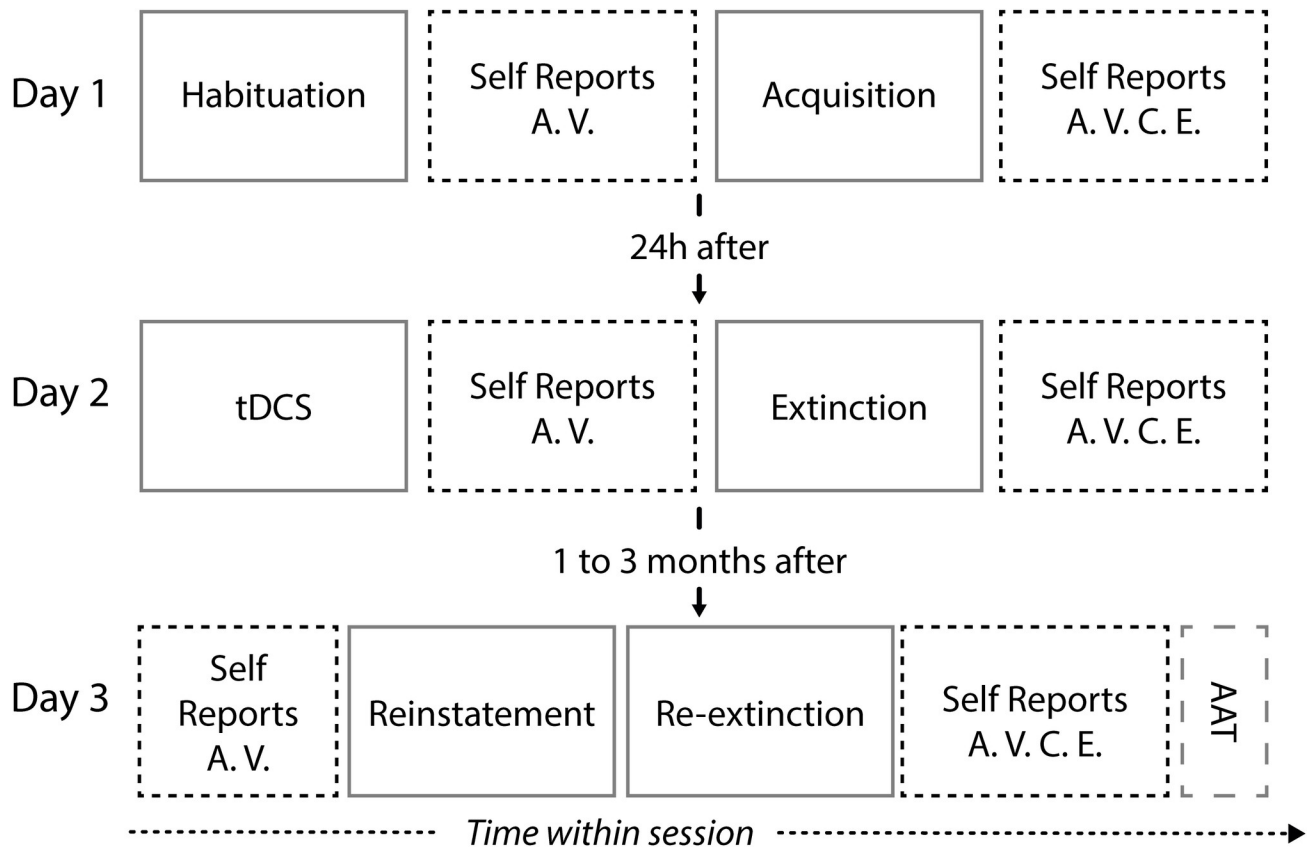 Day 1
Habituation
Self Reports
A. V.
Acquisition
Self Reports
A. V. C. E.
24h after
Day 2
tDCS
Self Reports
A. V.
Extinction
Self Reports
A. V. C. E.
1 to 3 months after
Day 3
Self
Reports
A. V.
Reinstatement
Re-extinction
Self Reports
A. V. C. E.
AAT
Time within session